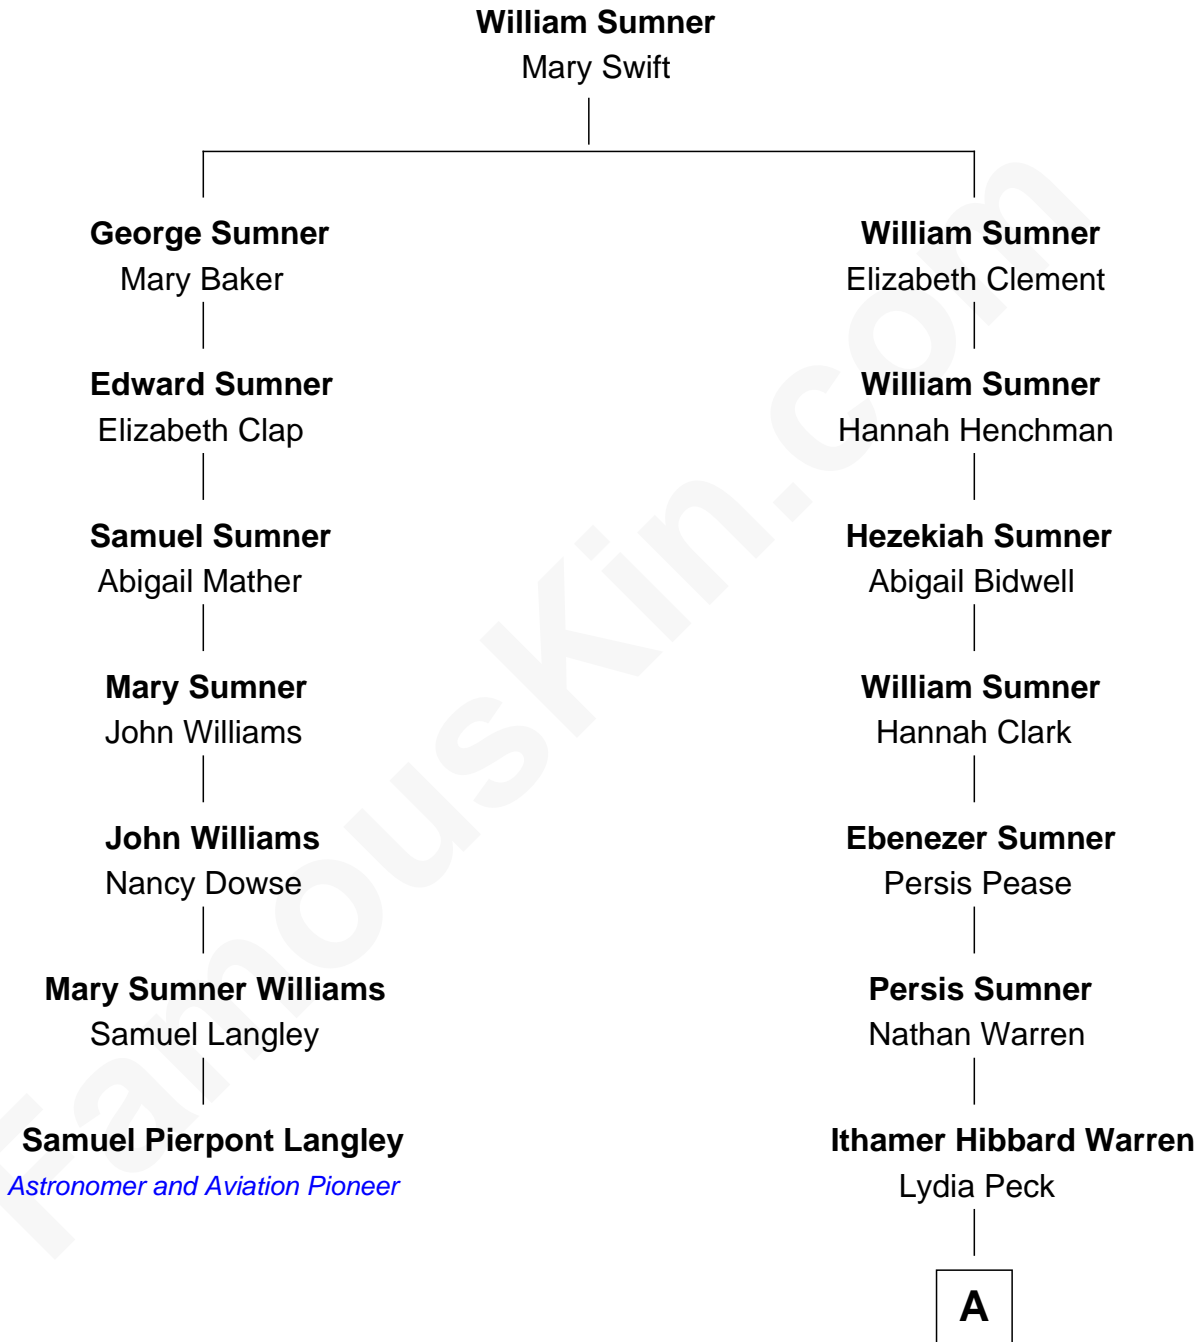 William Sumner
Mary Swift
George Sumner
Mary Baker
William Sumner
Elizabeth Clement
Edward Sumner
Elizabeth Clap
William Sumner
Hannah Henchman
Samuel Sumner
Abigail Mather
Hezekiah Sumner
Abigail Bidwell
Mary Sumner
John Williams
William Sumner
Hannah Clark
John Williams
Nancy Dowse
Ebenezer Sumner
Persis Pease
Mary Sumner Williams
Samuel Langley
Persis Sumner
Nathan Warren
Samuel Pierpont Langley
Astronomer and Aviation Pioneer
Ithamer Hibbard Warren
Lydia Peck
A
FamousKin.com